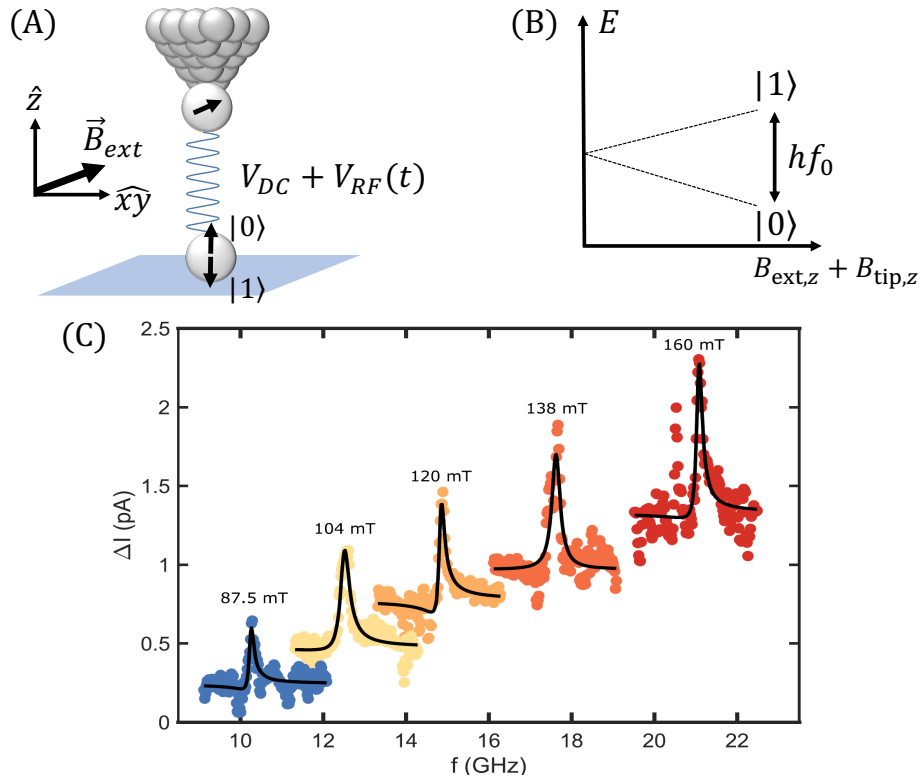 (A)
ẑ
B⃗ext
x͡y
V_DC + V_RF(t)
|0⟩
|1⟩
(B)
E
|1⟩
hf₀
|0⟩
B_ext,z + B_tip,z
(C)
2.5
2
1.5
1
0.5
0
ΔI (pA)
87.5 mT
104 mT
120 mT
138 mT
160 mT
10
12
14
16
18
20
22
f (GHz)